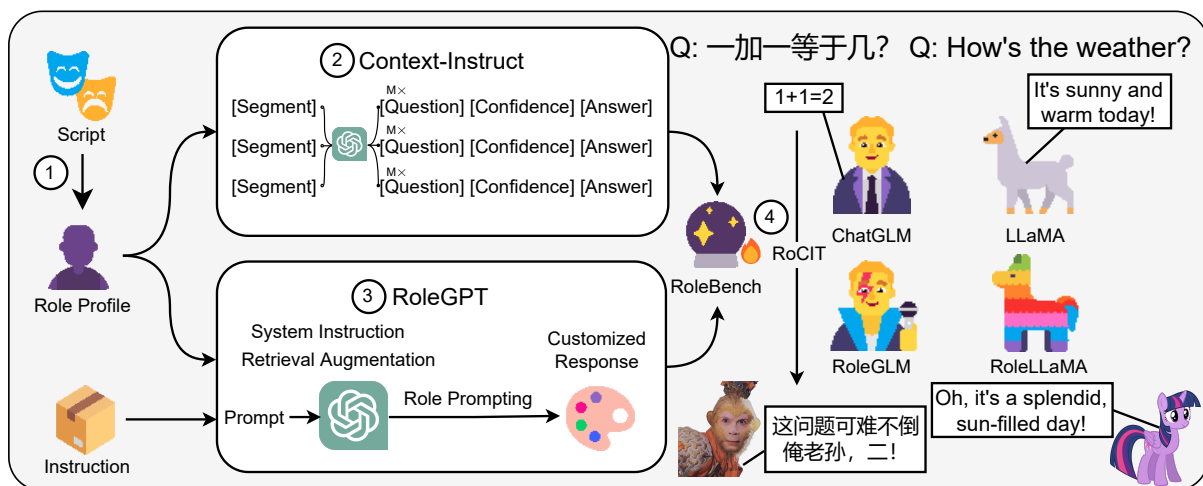 Script
1
Role Profile
Instruction
2 Context-Instruct
M×
[Segment] [Question] [Confidence] [Answer]
M×
[Segment] [Question] [Confidence] [Answer]
M×
[Segment] [Question] [Confidence] [Answer]
3 RoleGPT
System Instruction
Retrieval Augmentation
Customized
Response
Prompt
Role Prompting
RoleBench
4
RoCIT
Q: 一加一等于几?
Q: How's the weather?
1+1=2
It's sunny and
warm today!
ChatGLM
LLaMA
RoleGLM
RoleLLaMA
这问题可难不倒
俺老孙，二！
Oh, it's a splendid,
sun-filled day!